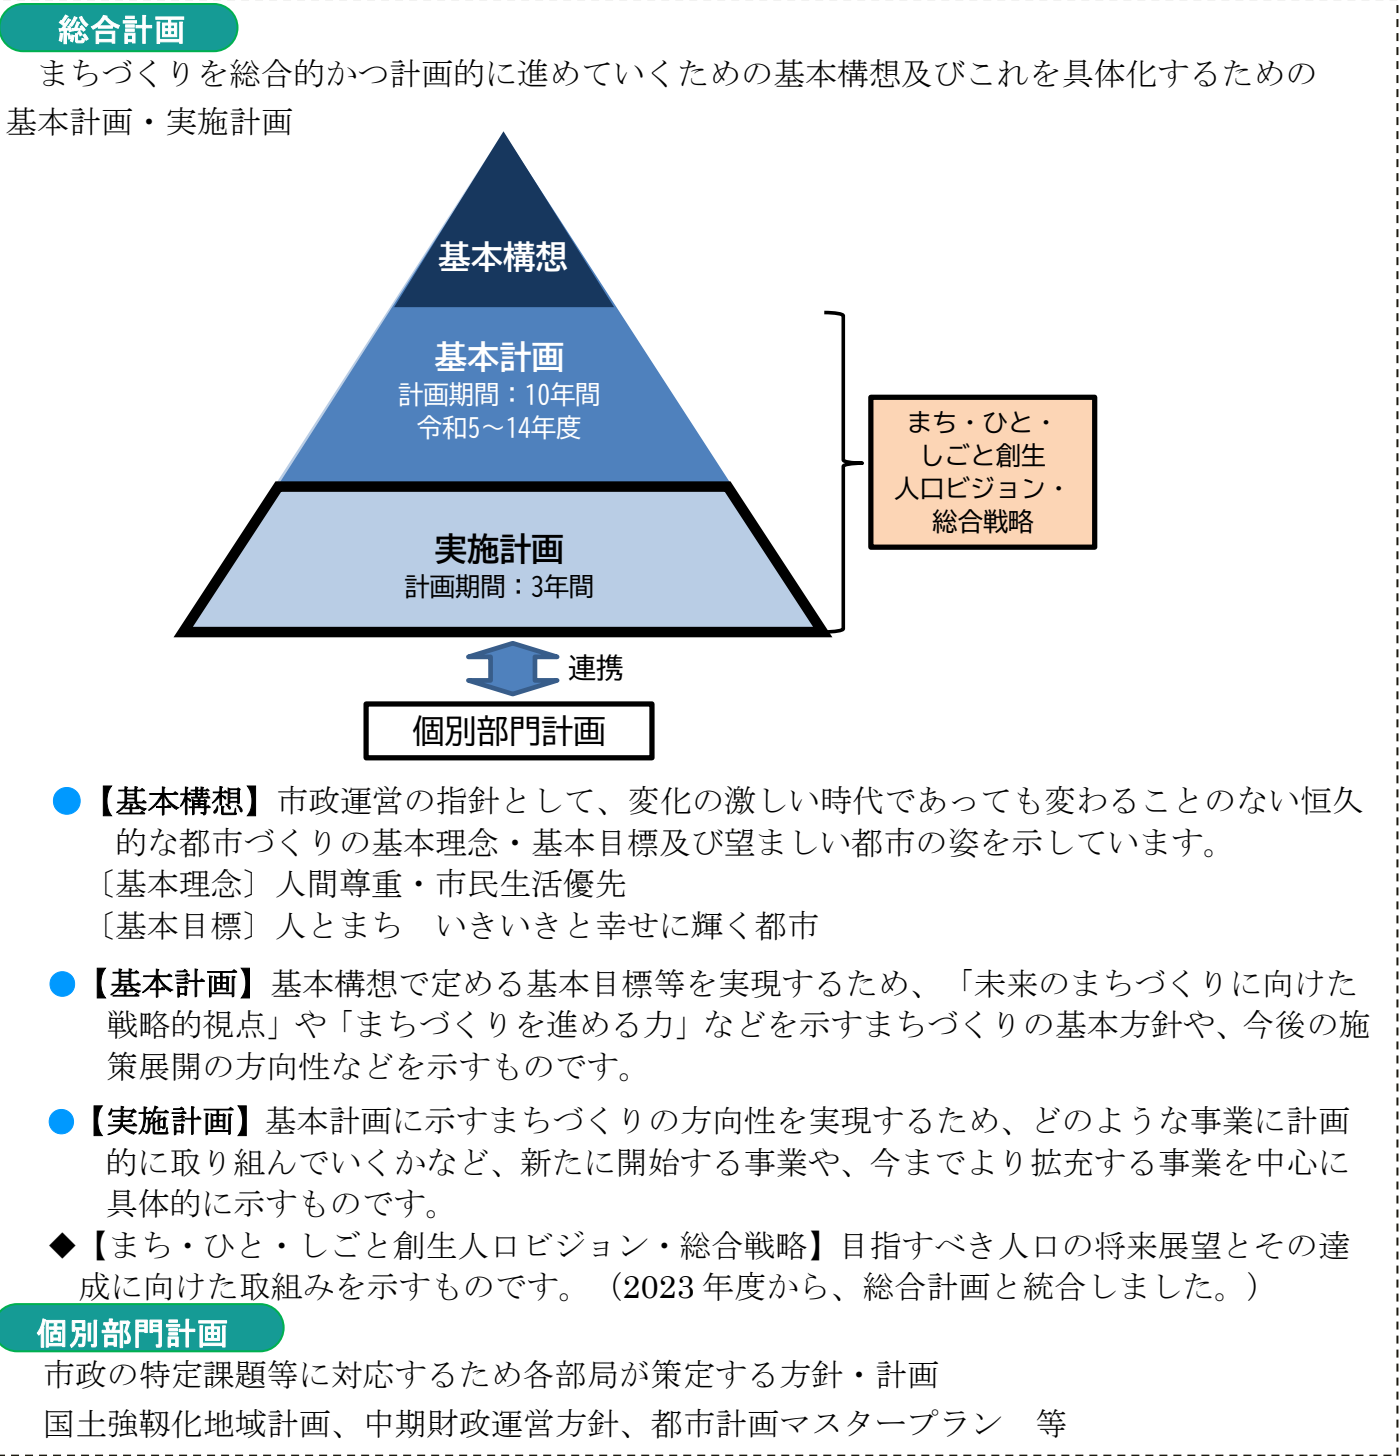 総合計画
まちづくりを総合的かつ計画的に進めていくための基本構想及びこれを具体化するための
基本計画・実施計画
基本構想
基本計画
計画期間：10年間
令和5～14年度
まち・ひと・
しごと創生
人口ビジョン・
総合戦略
実施計画
計画期間：3年間
連携
個別部門計画
●【基本構想】市政運営の指針として、変化の激しい時代であっても変わることのない恒久
的な都市づくりの基本理念・基本目標及び望ましい都市の姿を示しています。
〔基本理念〕人間尊重・市民生活優先
〔基本目標〕人とまち　いきいきと幸せに輝く都市
●【基本計画】基本構想で定める基本目標等を実現するため、「未来のまちづくりに向けた
戦略的視点」や「まちづくりを進める力」などを示すまちづくりの基本方針や、今後の施
策展開の方向性などを示すものです。
●【実施計画】基本計画に示すまちづくりの方向性を実現するため、どのような事業に計画
的に取り組んでいくかなど、新たに開始する事業や、今までより拡充する事業を中心に
具体的に示すものです。
◆【まち・ひと・しごと創生人口ビジョン・総合戦略】目指すべき人口の将来展望とその達
成に向けた取組みを示すものです。（2023 年度から、総合計画と統合しました。）
個別部門計画
市政の特定課題等に対応するため各部局が策定する方針・計画
国土強靱化地域計画、中期財政運営方針、都市計画マスタープラン　等